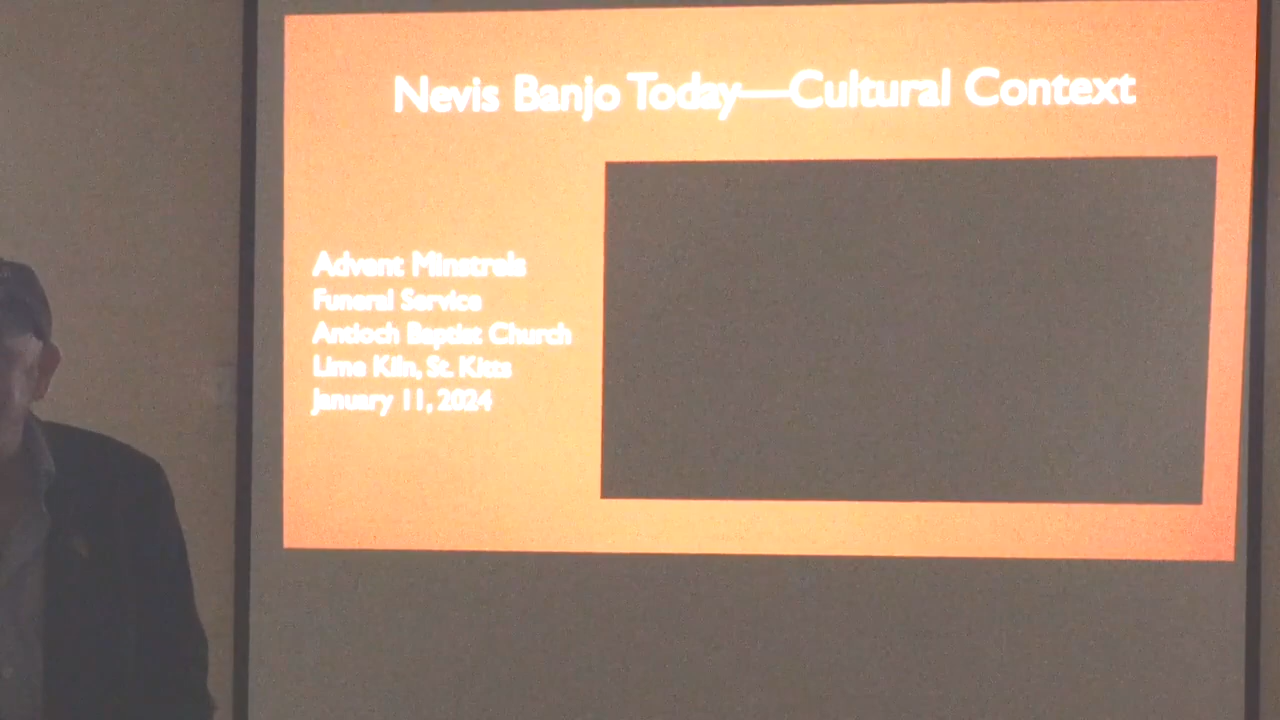 Nevis Banjo Today—Cultural Context
Advent Minstrels
Funeral Service
Antioch Baptist Church
Lime Kiln, St. Kitts
January 11, 2024